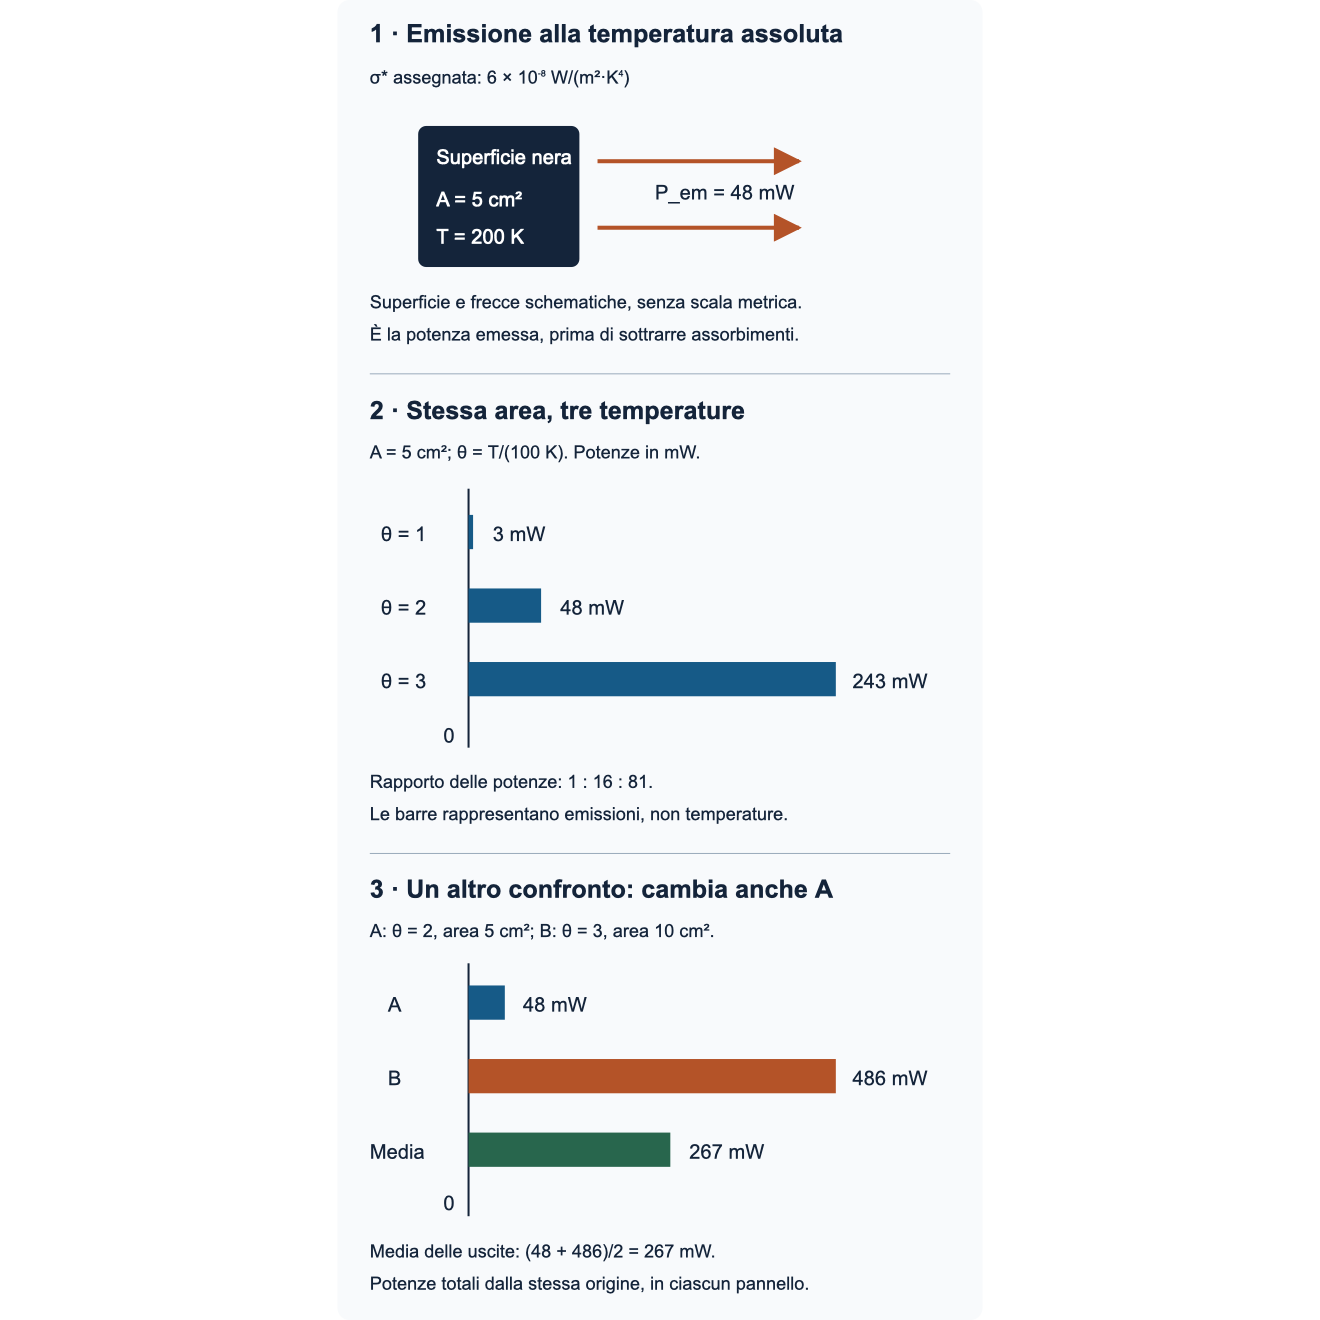 1 · Emissione alla temperatura assoluta
σ* assegnata: 6 × 10⁻⁸ W/(m²·K⁴)
Superficie nera
A = 5 cm²
T = 200 K
P_em = 48 mW
Superficie e frecce schematiche, senza scala metrica.
È la potenza emessa, prima di sottrarre assorbimenti.
2 · Stessa area, tre temperature
A = 5 cm²; θ = T/(100 K). Potenze in mW.
θ = 1 3 mW
θ = 2 48 mW
θ = 3 243 mW
0
Rapporto delle potenze: 1 : 16 : 81.
Le barre rappresentano emissioni, non temperature.
3 · Un altro confronto: cambia anche A
A: θ = 2, area 5 cm²; B: θ = 3, area 10 cm².
A 48 mW
B 486 mW
Media 267 mW
0
Media delle uscite: (48 + 486)/2 = 267 mW.
Potenze totali dalla stessa origine, in ciascun pannello.